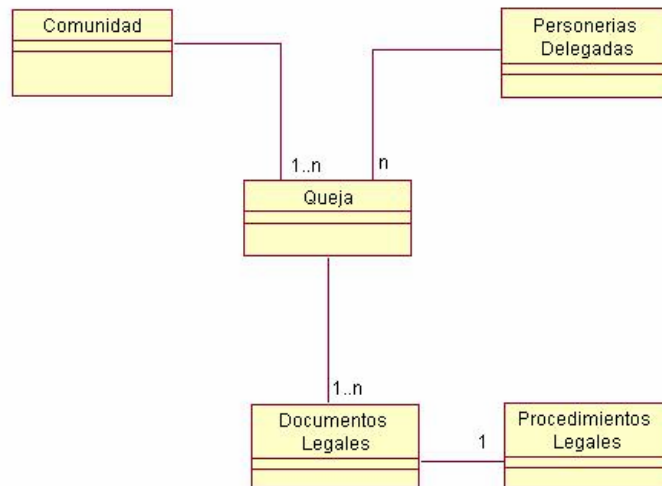 Comunidad
Personerias
Delegadas
1..n
n
Queja
1..n
Documentos
Legales
1
Procedimientos
Legales